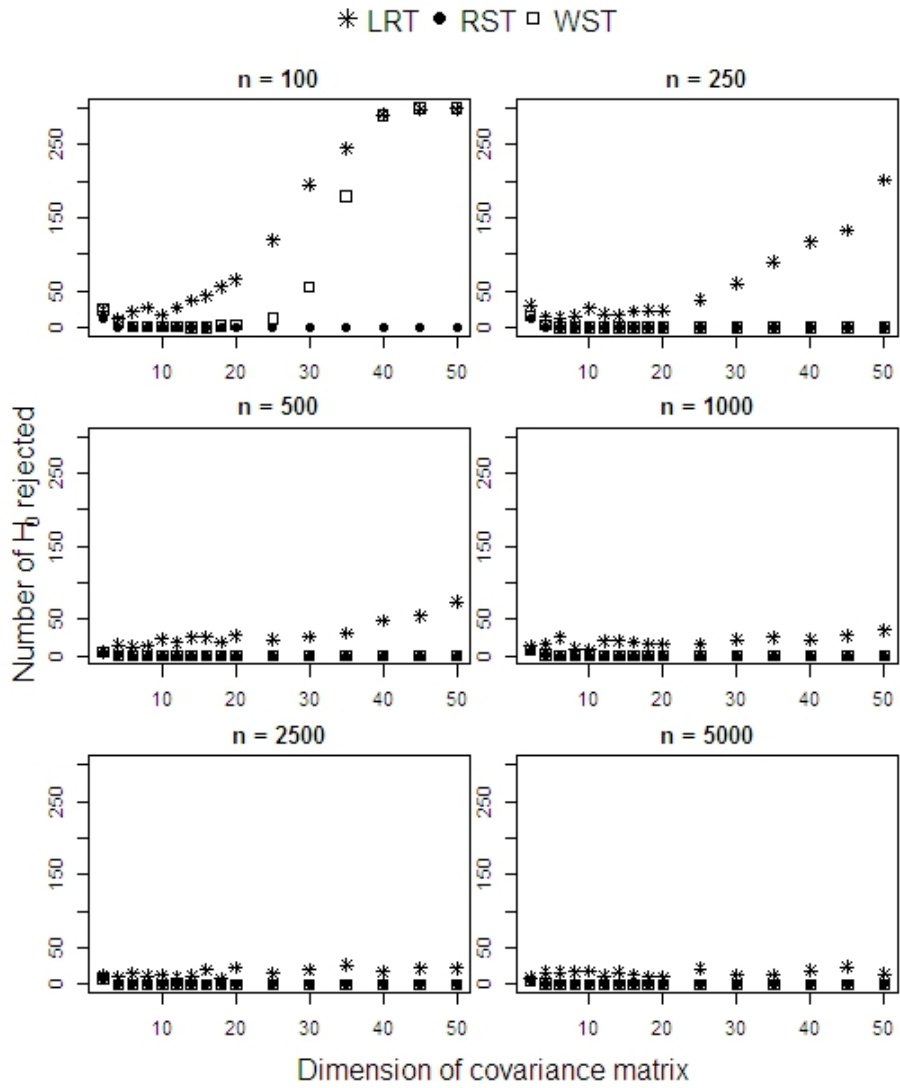 LRT RST WST
n = 100
n = 250
0 50 150 250
10 20 30 40 50
0 50 150 250
10 20 30 40 50
n = 500
n = 1000
0 50 150 250
10 20 30 40 50
0 50 150 250
10 20 30 40 50
n = 2500
n = 5000
0 50 150 250
10 20 30 40 50
0 50 150 250
10 20 30 40 50
Number of H0 rejected
Dimension of covariance matrix